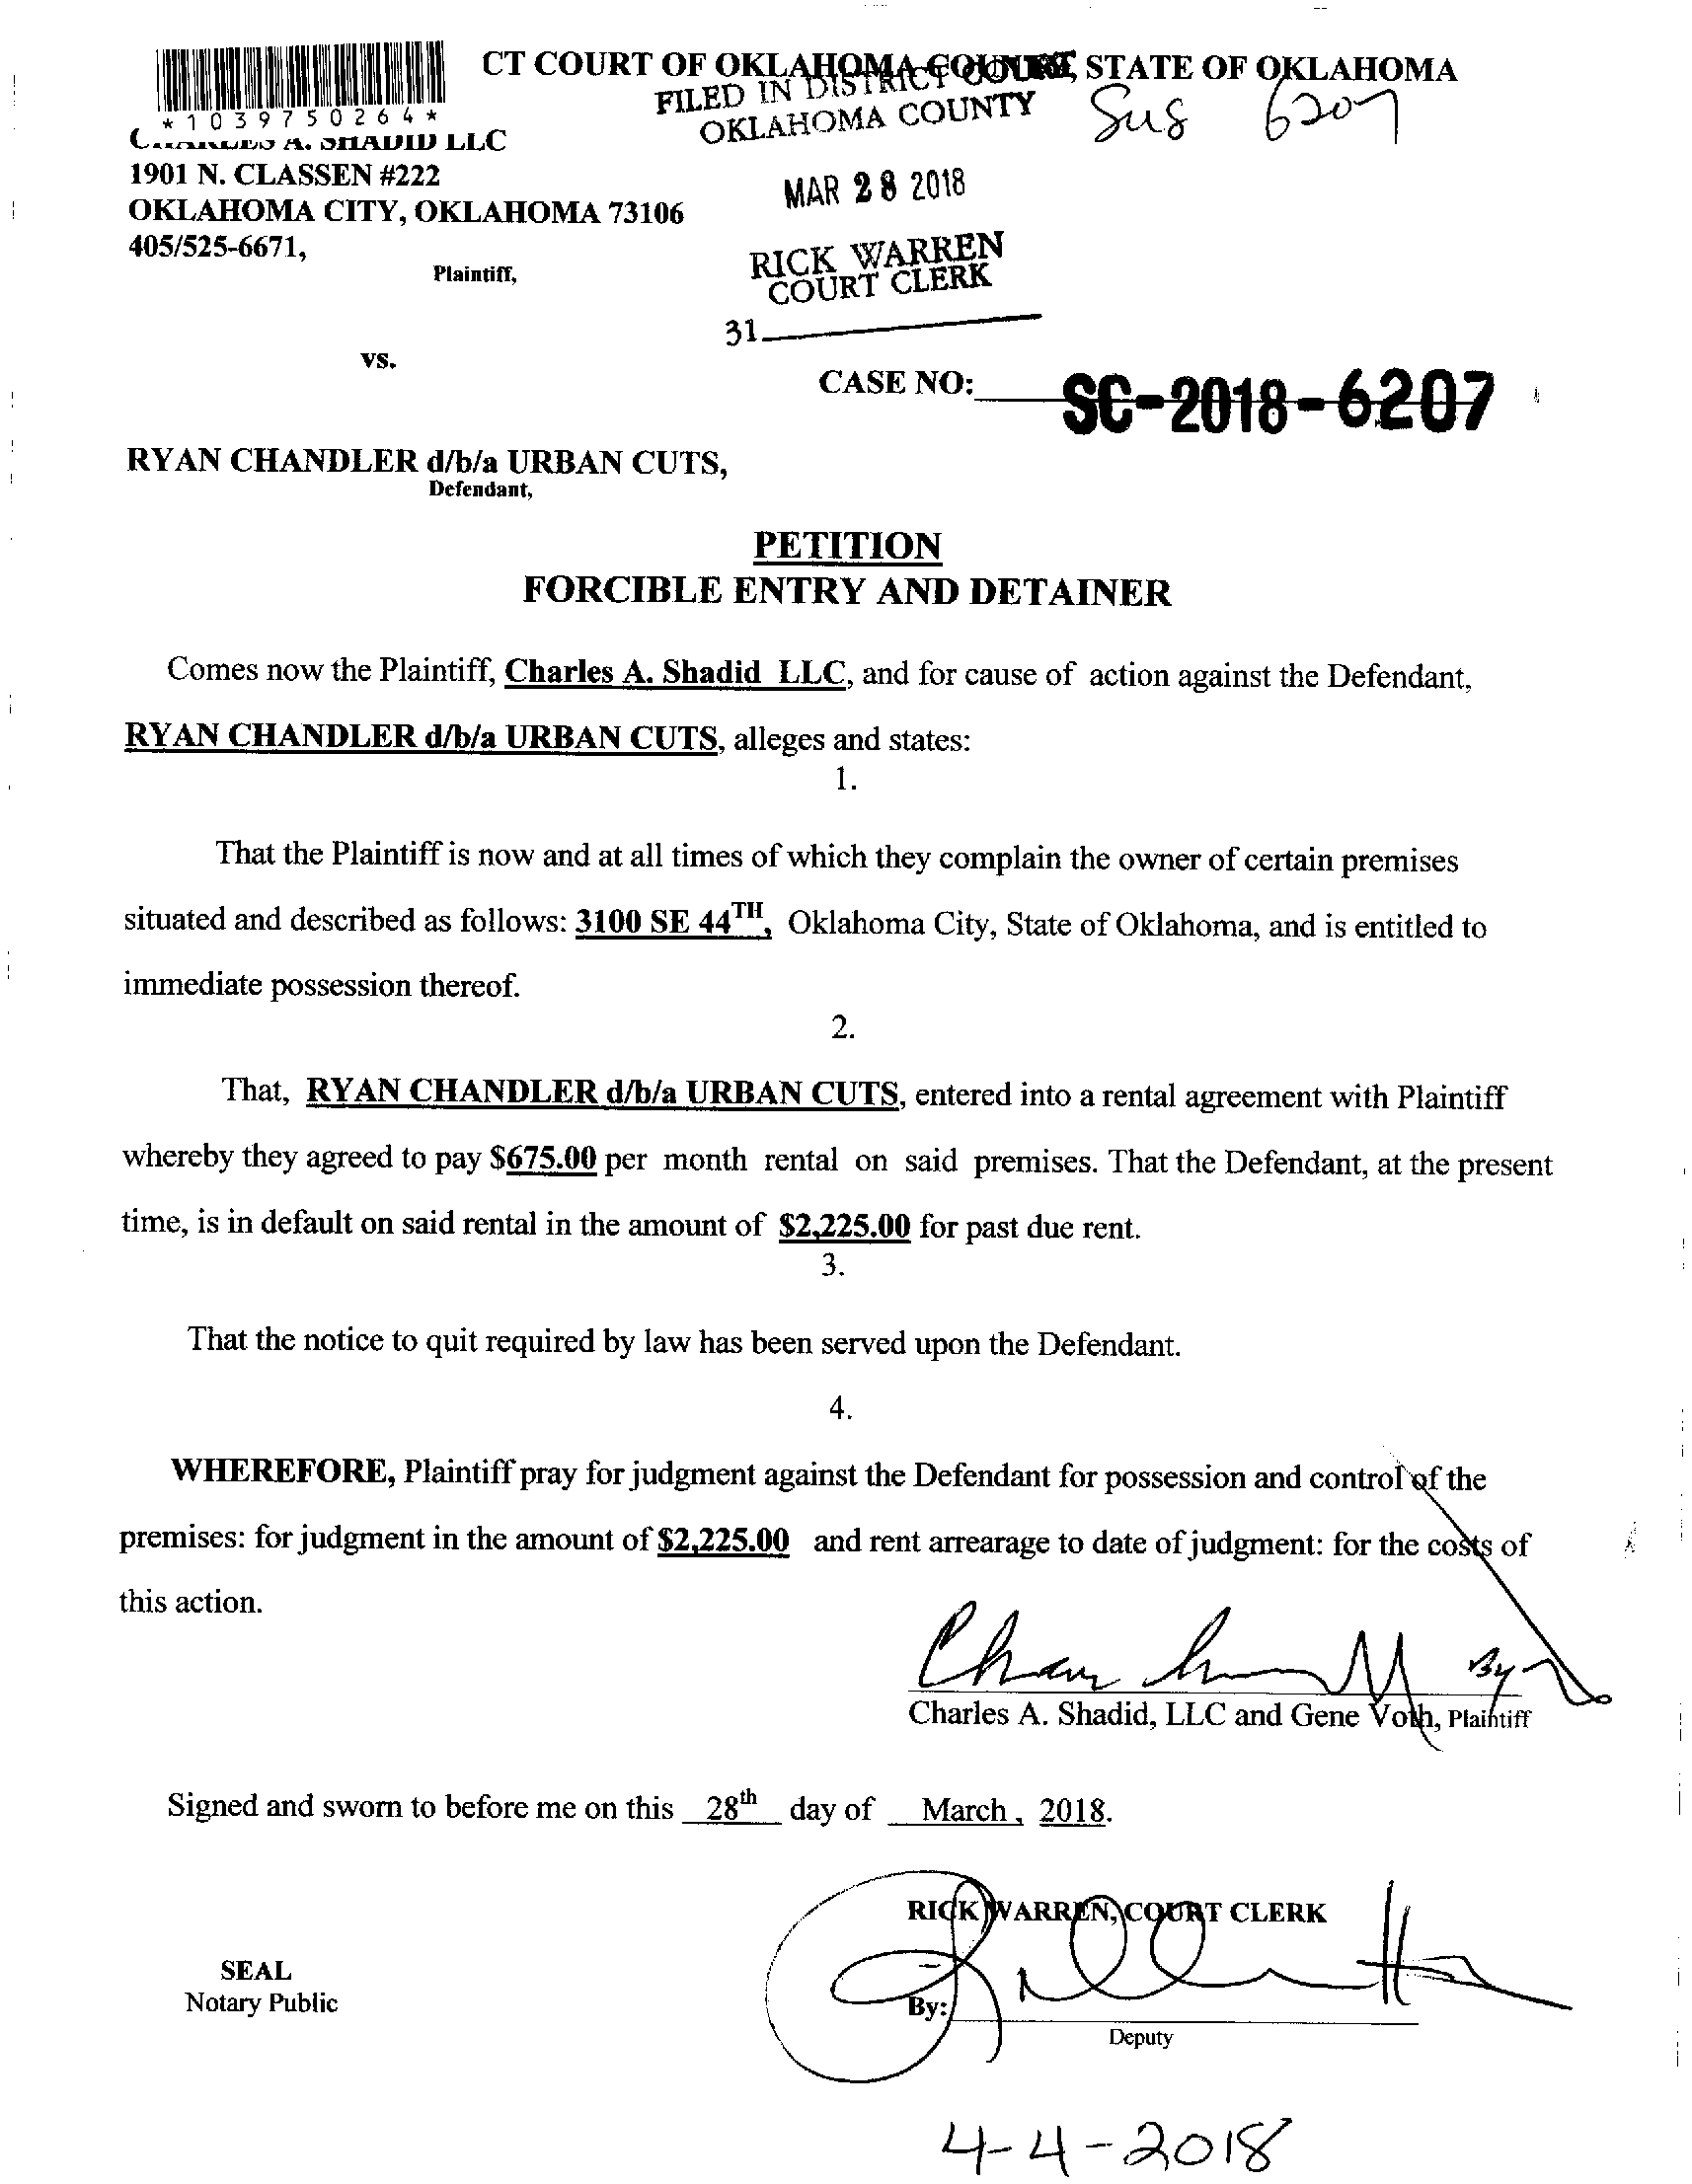 CT COURT OF OKLAHOMA COUNTY, STATE OF OKLAHOMA
FILED IN DISTRICT COURT
OKLAHOMA COUNTY
Sus 6207
*1039750264*
CHARLES A. SHADID LLC
1901 N. CLASSEN #222
OKLAHOMA CITY, OKLAHOMA 73106
405/525-6671,
Plaintiff,
MAR 28 2018
RICK WARREN
COURT CLERK
31
vs.
CASE NO: SC-2018-6207
RYAN CHANDLER d/b/a URBAN CUTS,
Defendant,
PETITION
FORCIBLE ENTRY AND DETAINER
Comes now the Plaintiff, Charles A. Shadid LLC, and for cause of action against the Defendant,
RYAN CHANDLER d/b/a URBAN CUTS, alleges and states:
1.
That the Plaintiff is now and at all times of which they complain the owner of certain premises
situated and described as follows: 3100 SE 44TH, Oklahoma City, State of Oklahoma, and is entitled to
immediate possession thereof.
2.
That, RYAN CHANDLER d/b/a URBAN CUTS, entered into a rental agreement with Plaintiff
whereby they agreed to pay $675.00 per month rental on said premises. That the Defendant, at the present
time, is in default on said rental in the amount of $2,225.00 for past due rent.
3.
That the notice to quit required by law has been served upon the Defendant.
4.
WHEREFORE, Plaintiff pray for judgment against the Defendant for possession and control of the
premises: for judgment in the amount of $2,225.00 and rent arrearage to date of judgment: for the costs of
this action.
By
Charles A. Shadid, LLC and Gene Voth, Plaintiff
Signed and sworn to before me on this 28th day of March, 2018.
RICK WARREN, COURT CLERK
SEAL
Notary Public
By:
Deputy
4-4-2018